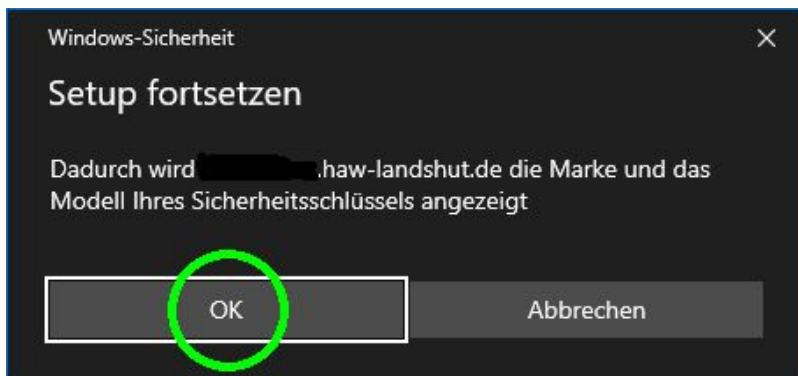 Windows-Sicherheit
Setup fortsetzen
Dadurch wird .haw-landshut.de die Marke und das
Modell Ihres Sicherheitsschlüssels angezeigt
OK
Abbrechen